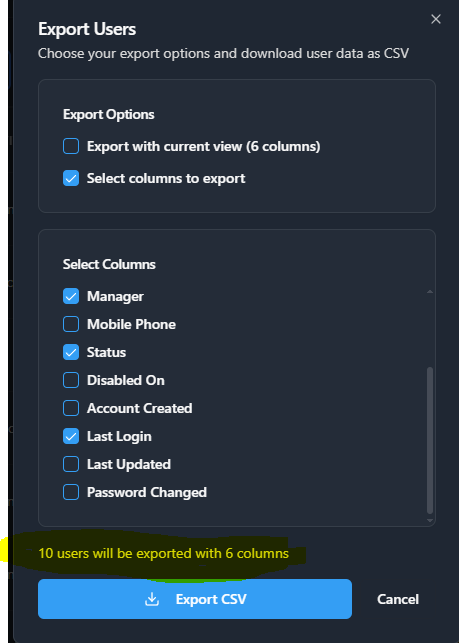 Export Users
Choose your export options and download user data as CSV
Export Options
Export with current view (6 columns)
Select columns to export
Select Columns
Manager
Mobile Phone
Status
Disabled On
Account Created
Last Login
Last Updated
Password Changed
10 users will be exported with 6 columns
Export CSV
Cancel